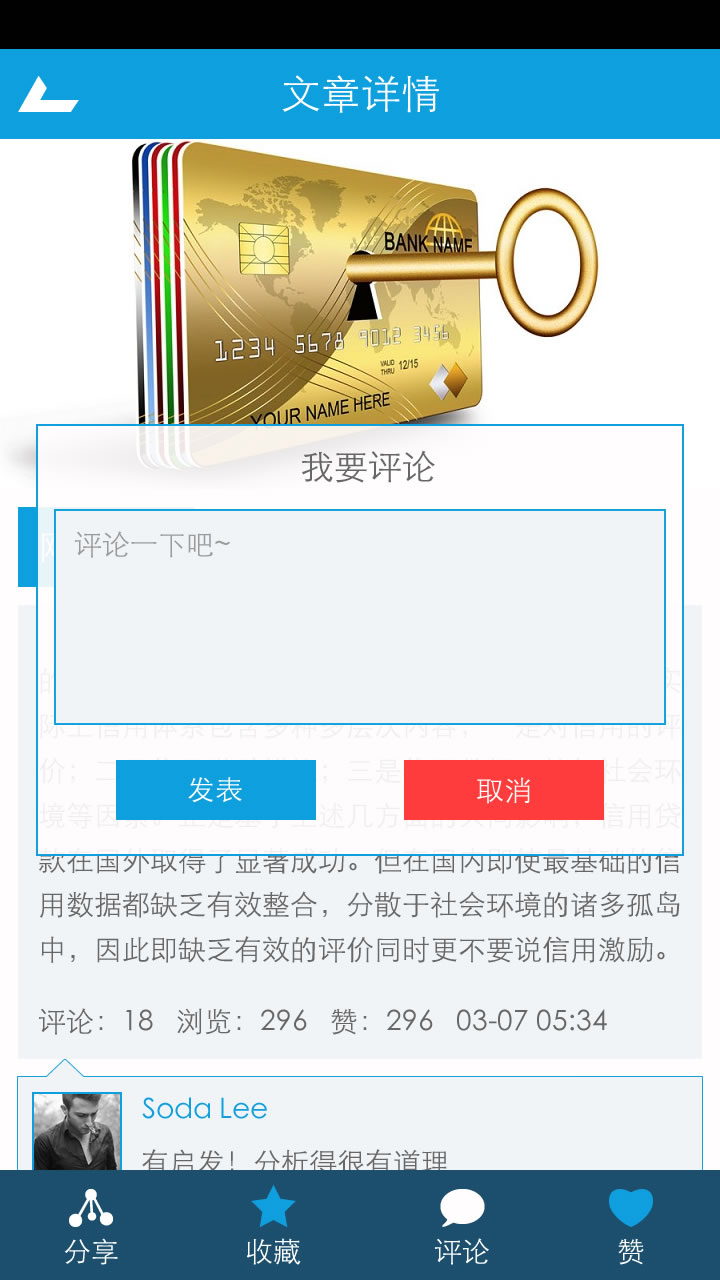 文章详情
BANK NAME
1234 5678 9012 3456
VALID THRU 12/15
YOUR NAME HERE
我要评论
评论一下吧~
发表
取消
款在国外取得了显著成功。但在国内即使最基础的信
用数据都缺乏有效整合，分散于社会环境的诸多孤岛
中，因此即缺乏有效的评价同时更不要说信用激励。
评论：18 浏览：296 赞：296 03-07 05:34
Soda Lee
有启发！分析得很有道理
分享 收藏 评论 赞